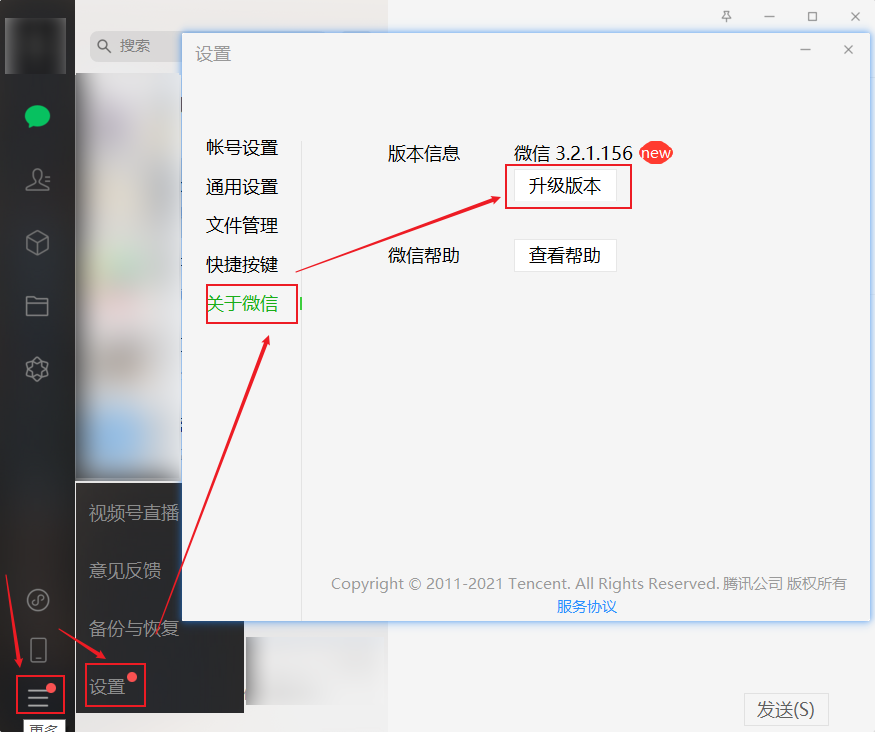 搜索
设置
帐号设置
通用设置
文件管理
快捷按键
关于微信
版本信息
微信 3.2.1.156 new
升级版本
微信帮助
查看帮助
Copyright © 2011-2021 Tencent. All Rights Reserved. 腾讯公司 版权所有
服务协议
视频号直播
意见反馈
备份与恢复
设置
更多
发送(S)